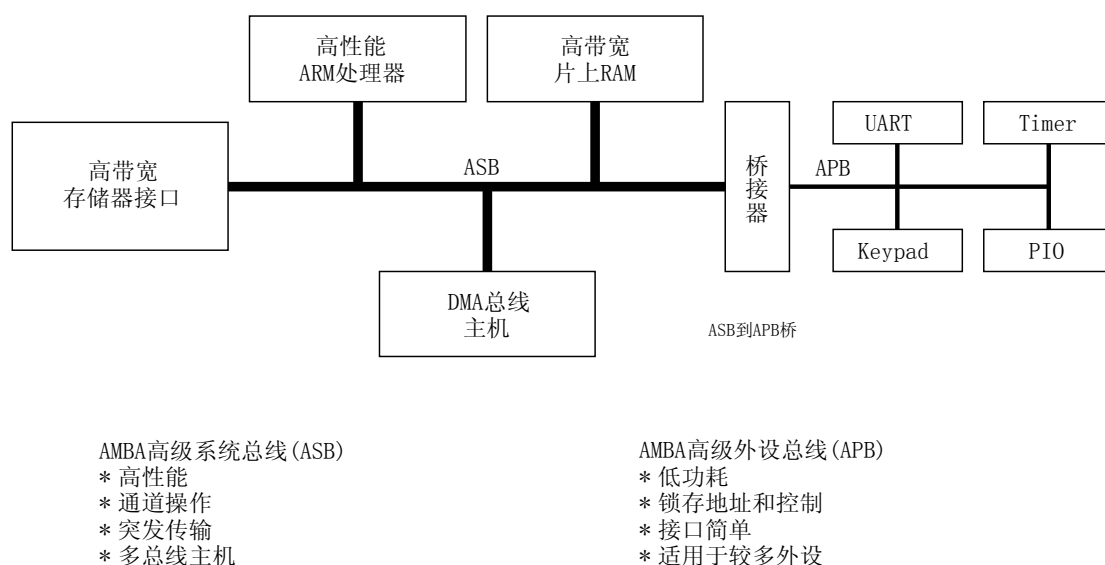 高性能
ARM处理器
高带宽
片上RAM
高带宽
存储器接口
ASB
桥接器
APB
UART
Timer
Keypad
PIO
DMA总线
主机
ASB到APB桥
AMBA高级系统总线(ASB)
* 高性能
* 通道操作
* 突发传输
* 多总线主机
AMBA高级外设总线(APB)
* 低功耗
* 锁存地址和控制
* 接口简单
* 适用于较多外设